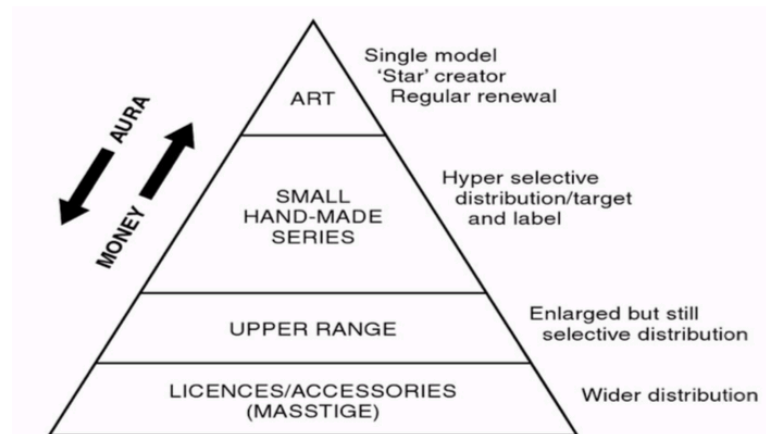 Single model
'Star' creator
Regular renewal
ART
AURA
MONEY
Hyper selective
distribution/target
and label
SMALL
HAND-MADE
SERIES
Enlarged but still
selective distribution
UPPER RANGE
LICENCES/ACCESSORIES
(MASSTIGE)
Wider distribution